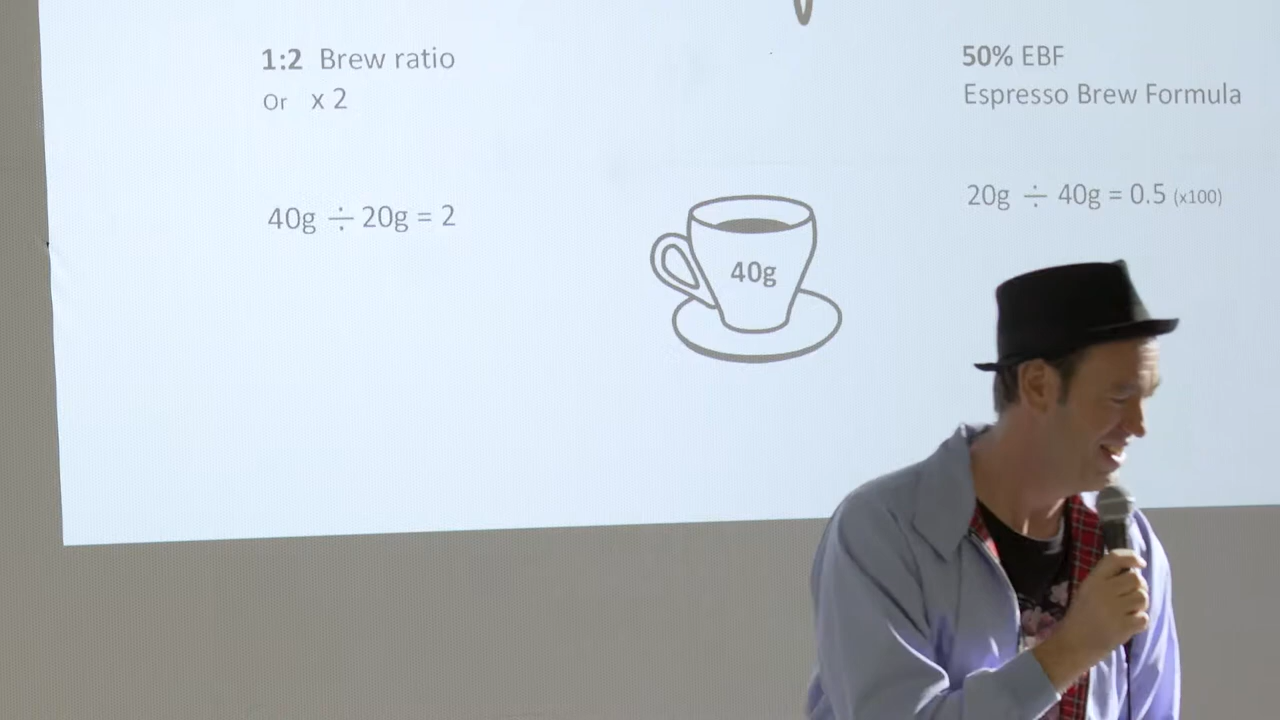 1:2 Brew ratio
Or x 2
40g ÷ 20g = 2
40g
50% EBF
Espresso Brew Formula
20g ÷ 40g = 0.5 (x100)